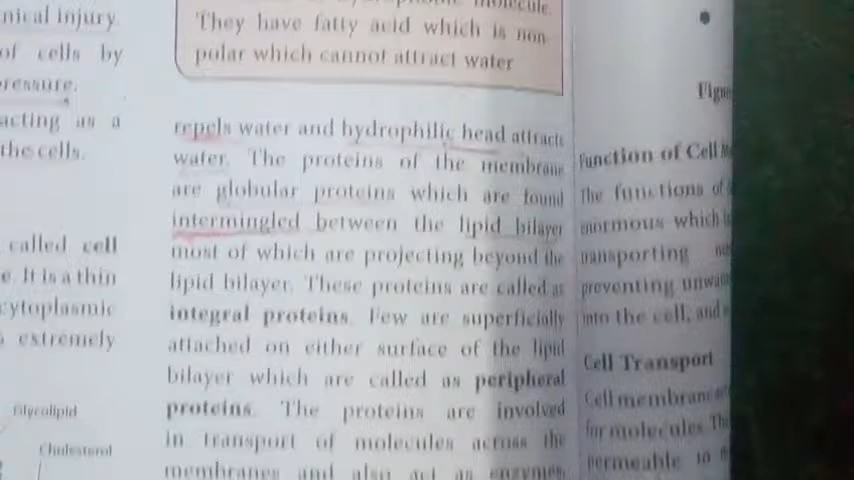 nical injury
of cells by
ressure.
acting as a
the cells.
called cell
e. It is a thin
cytoplasmic
extremely
Glycolipid
Cholesterol
molecule.
They have fatty acid which is non
polar which cannot attract water
repels water and hydrophilic head attracts
water. The proteins of the membrane
are globular proteins which are found
intermingled between the lipid bilayer
most of which are projecting beyond the
lipid bilayer. These proteins are called as
integral proteins. Few are superficially
attached on either surface of the lipid
bilayer which are called as peripheral
proteins. The proteins are involved
in transport of molecules across the
membranes and also act as enzymes
Figu
Function of Cell
The functions of
enormous which
transporting
preventing unwa
into the cell, and
Cell Transport
Cell membrane
for molecules. Th
permeable to